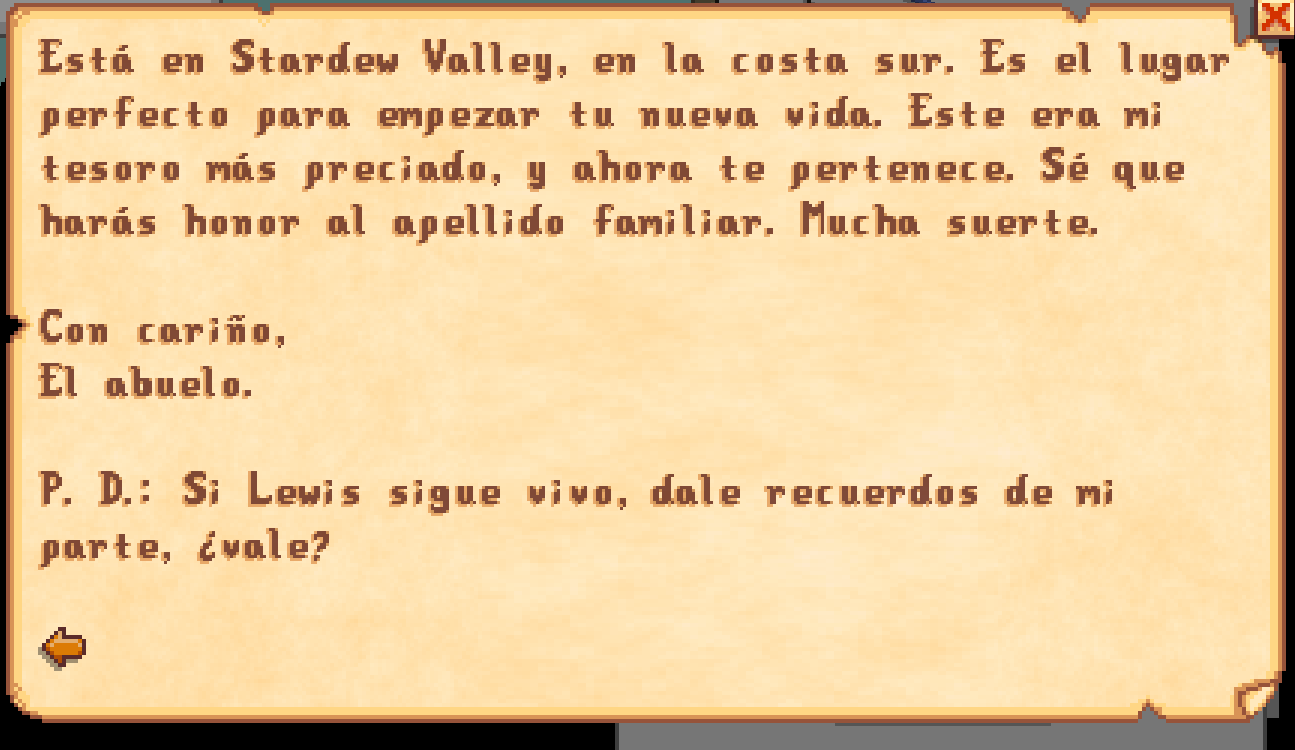 Está en Stardew Valley, en la costa sur. Es el lugar
perfecto para empezar tu nueva vida. Este era mi
tesoro más preciado, y ahora te pertenece. Sé que
harás honor al apellido familiar. Mucha suerte.
Con cariño,
El abuelo.
P. D.: Si Lewis sigue vivo, dale recuerdos de mi
parte, ¿vale?